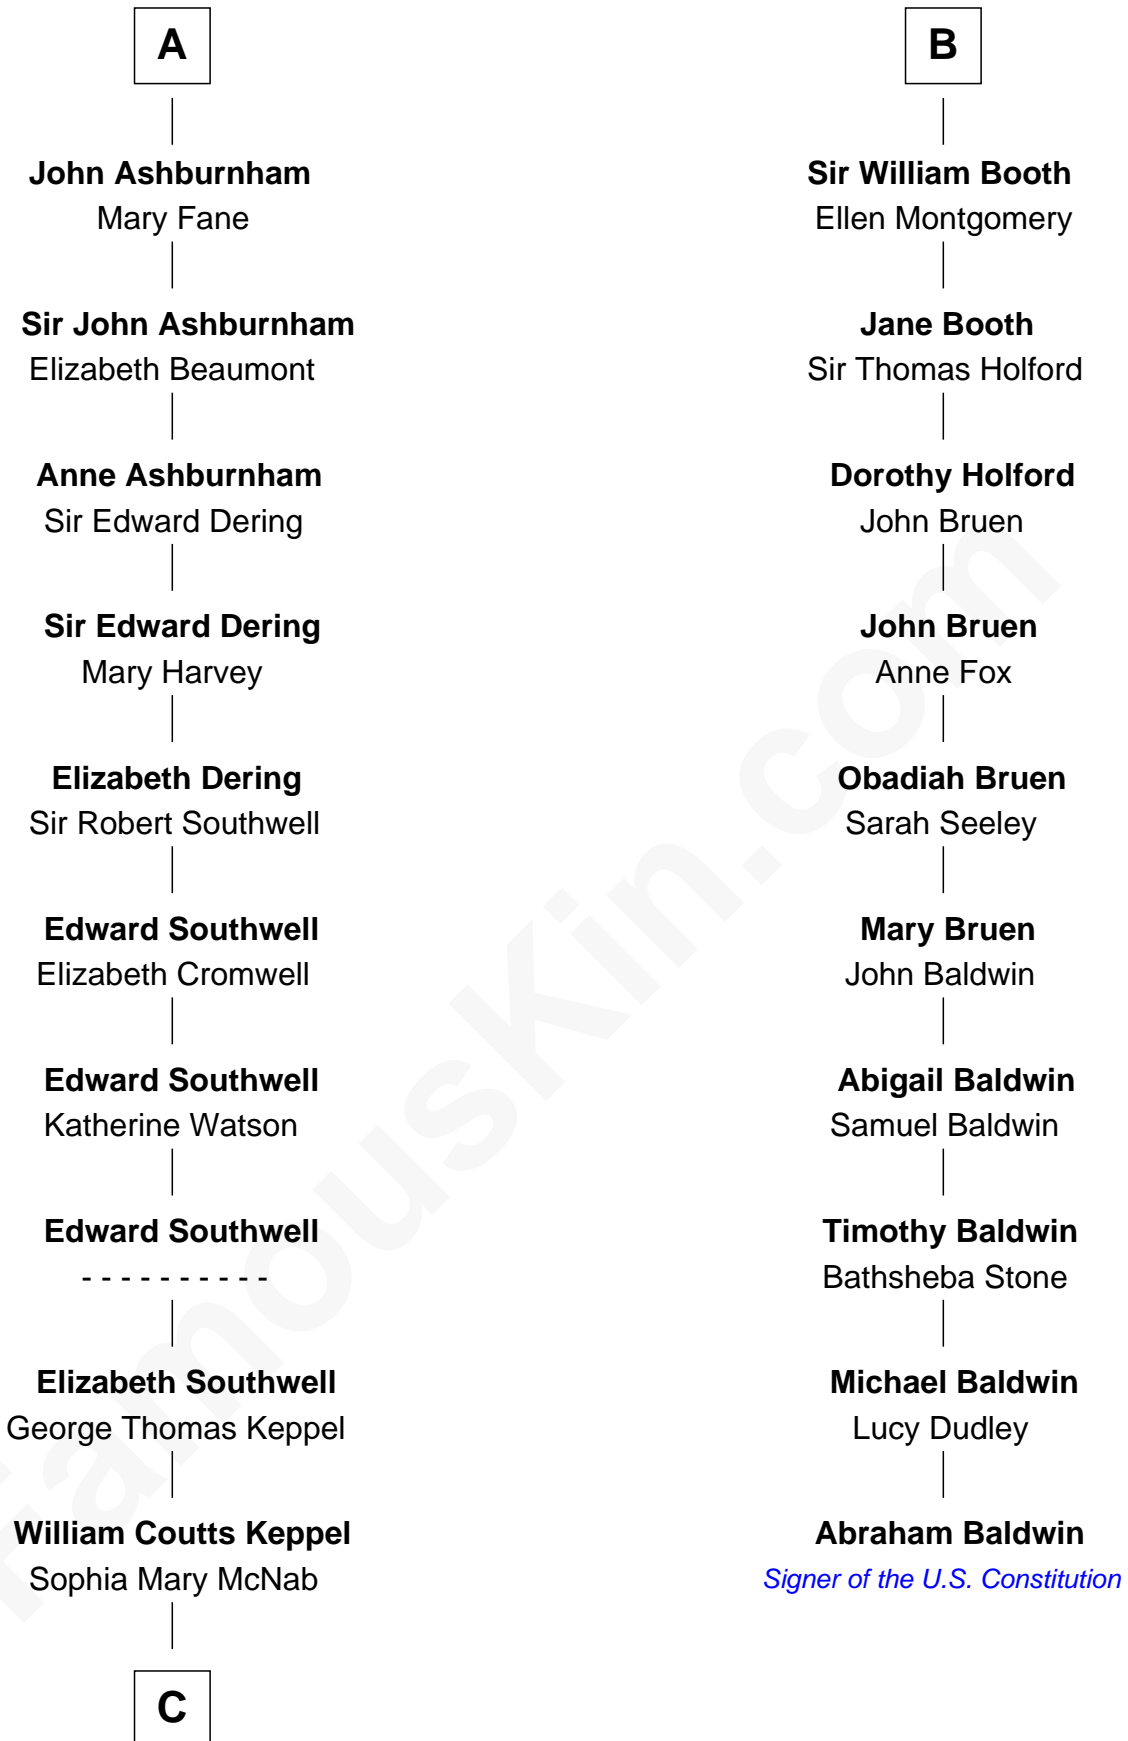 A
John Ashburnham
Mary Fane
Sir John Ashburnham
Elizabeth Beaumont
Anne Ashburnham
Sir Edward Dering
Sir Edward Dering
Mary Harvey
Elizabeth Dering
Sir Robert Southwell
Edward Southwell
Elizabeth Cromwell
Edward Southwell
Katherine Watson
Edward Southwell
- - - - - - - - - -
Elizabeth Southwell
George Thomas Keppel
William Coutts Keppel
Sophia Mary McNab
C
B
Sir William Booth
Ellen Montgomery
Jane Booth
Sir Thomas Holford
Dorothy Holford
John Bruen
John Bruen
Anne Fox
Obadiah Bruen
Sarah Seeley
Mary Bruen
John Baldwin
Abigail Baldwin
Samuel Baldwin
Timothy Baldwin
Bathsheba Stone
Michael Baldwin
Lucy Dudley
Abraham Baldwin
Signer of the U.S. Constitution
FamousKin.com